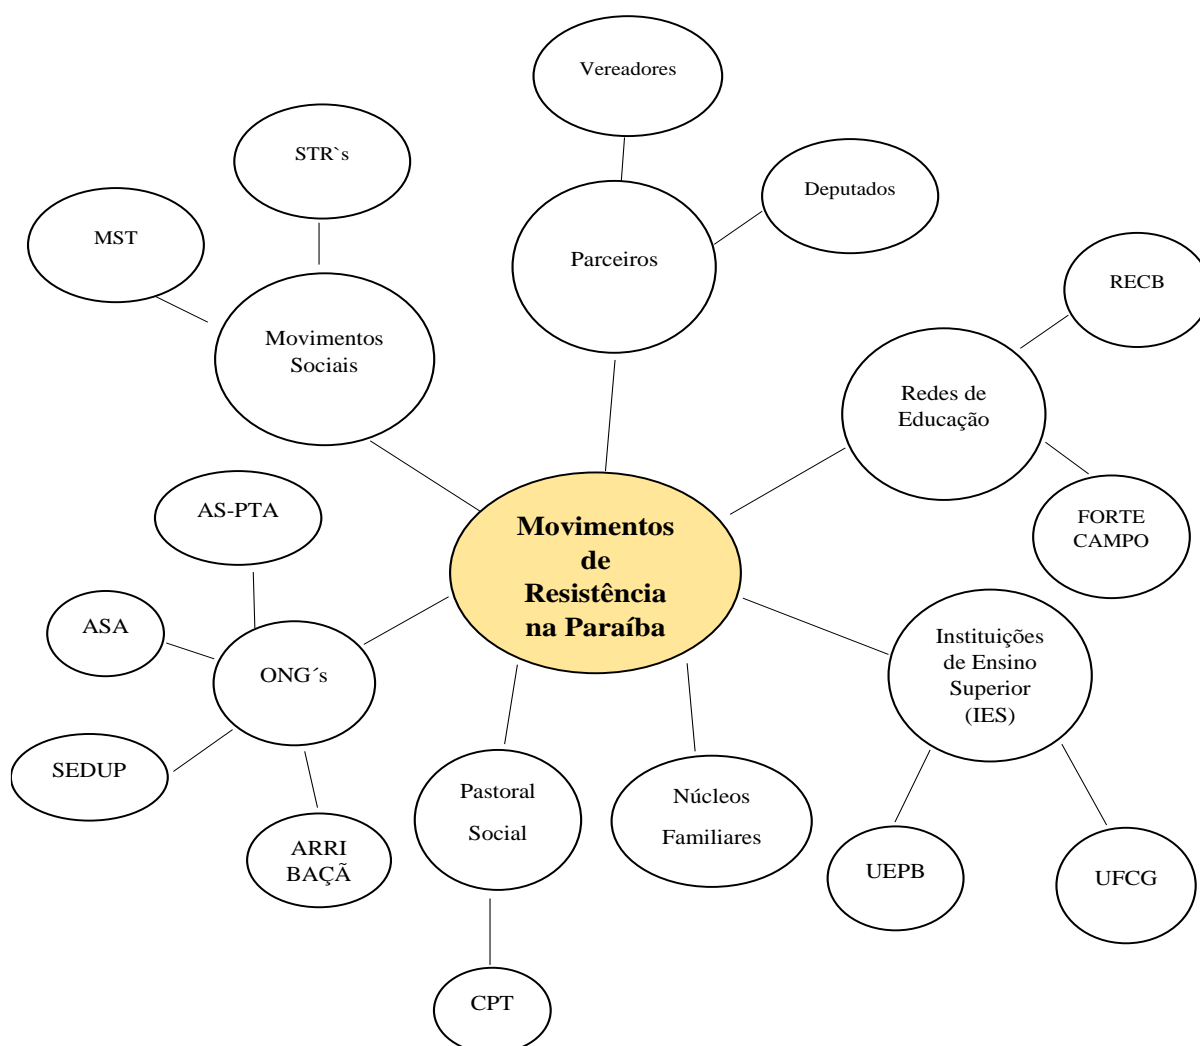 Vereadores
STR`s
Deputados
MST
Parceiros
RECB
Movimentos
Sociais
Redes de
Educação
AS-PTA
FORTE
CAMPO
Movimentos
de
Resistência
na Paraíba
ASA
ONG´s
Instituições
de Ensino
Superior
(IES)
SEDUP
Pastoral
Social
Núcleos
Familiares
ARRI
BAÇÃ
UEPB
UFCG
CPT